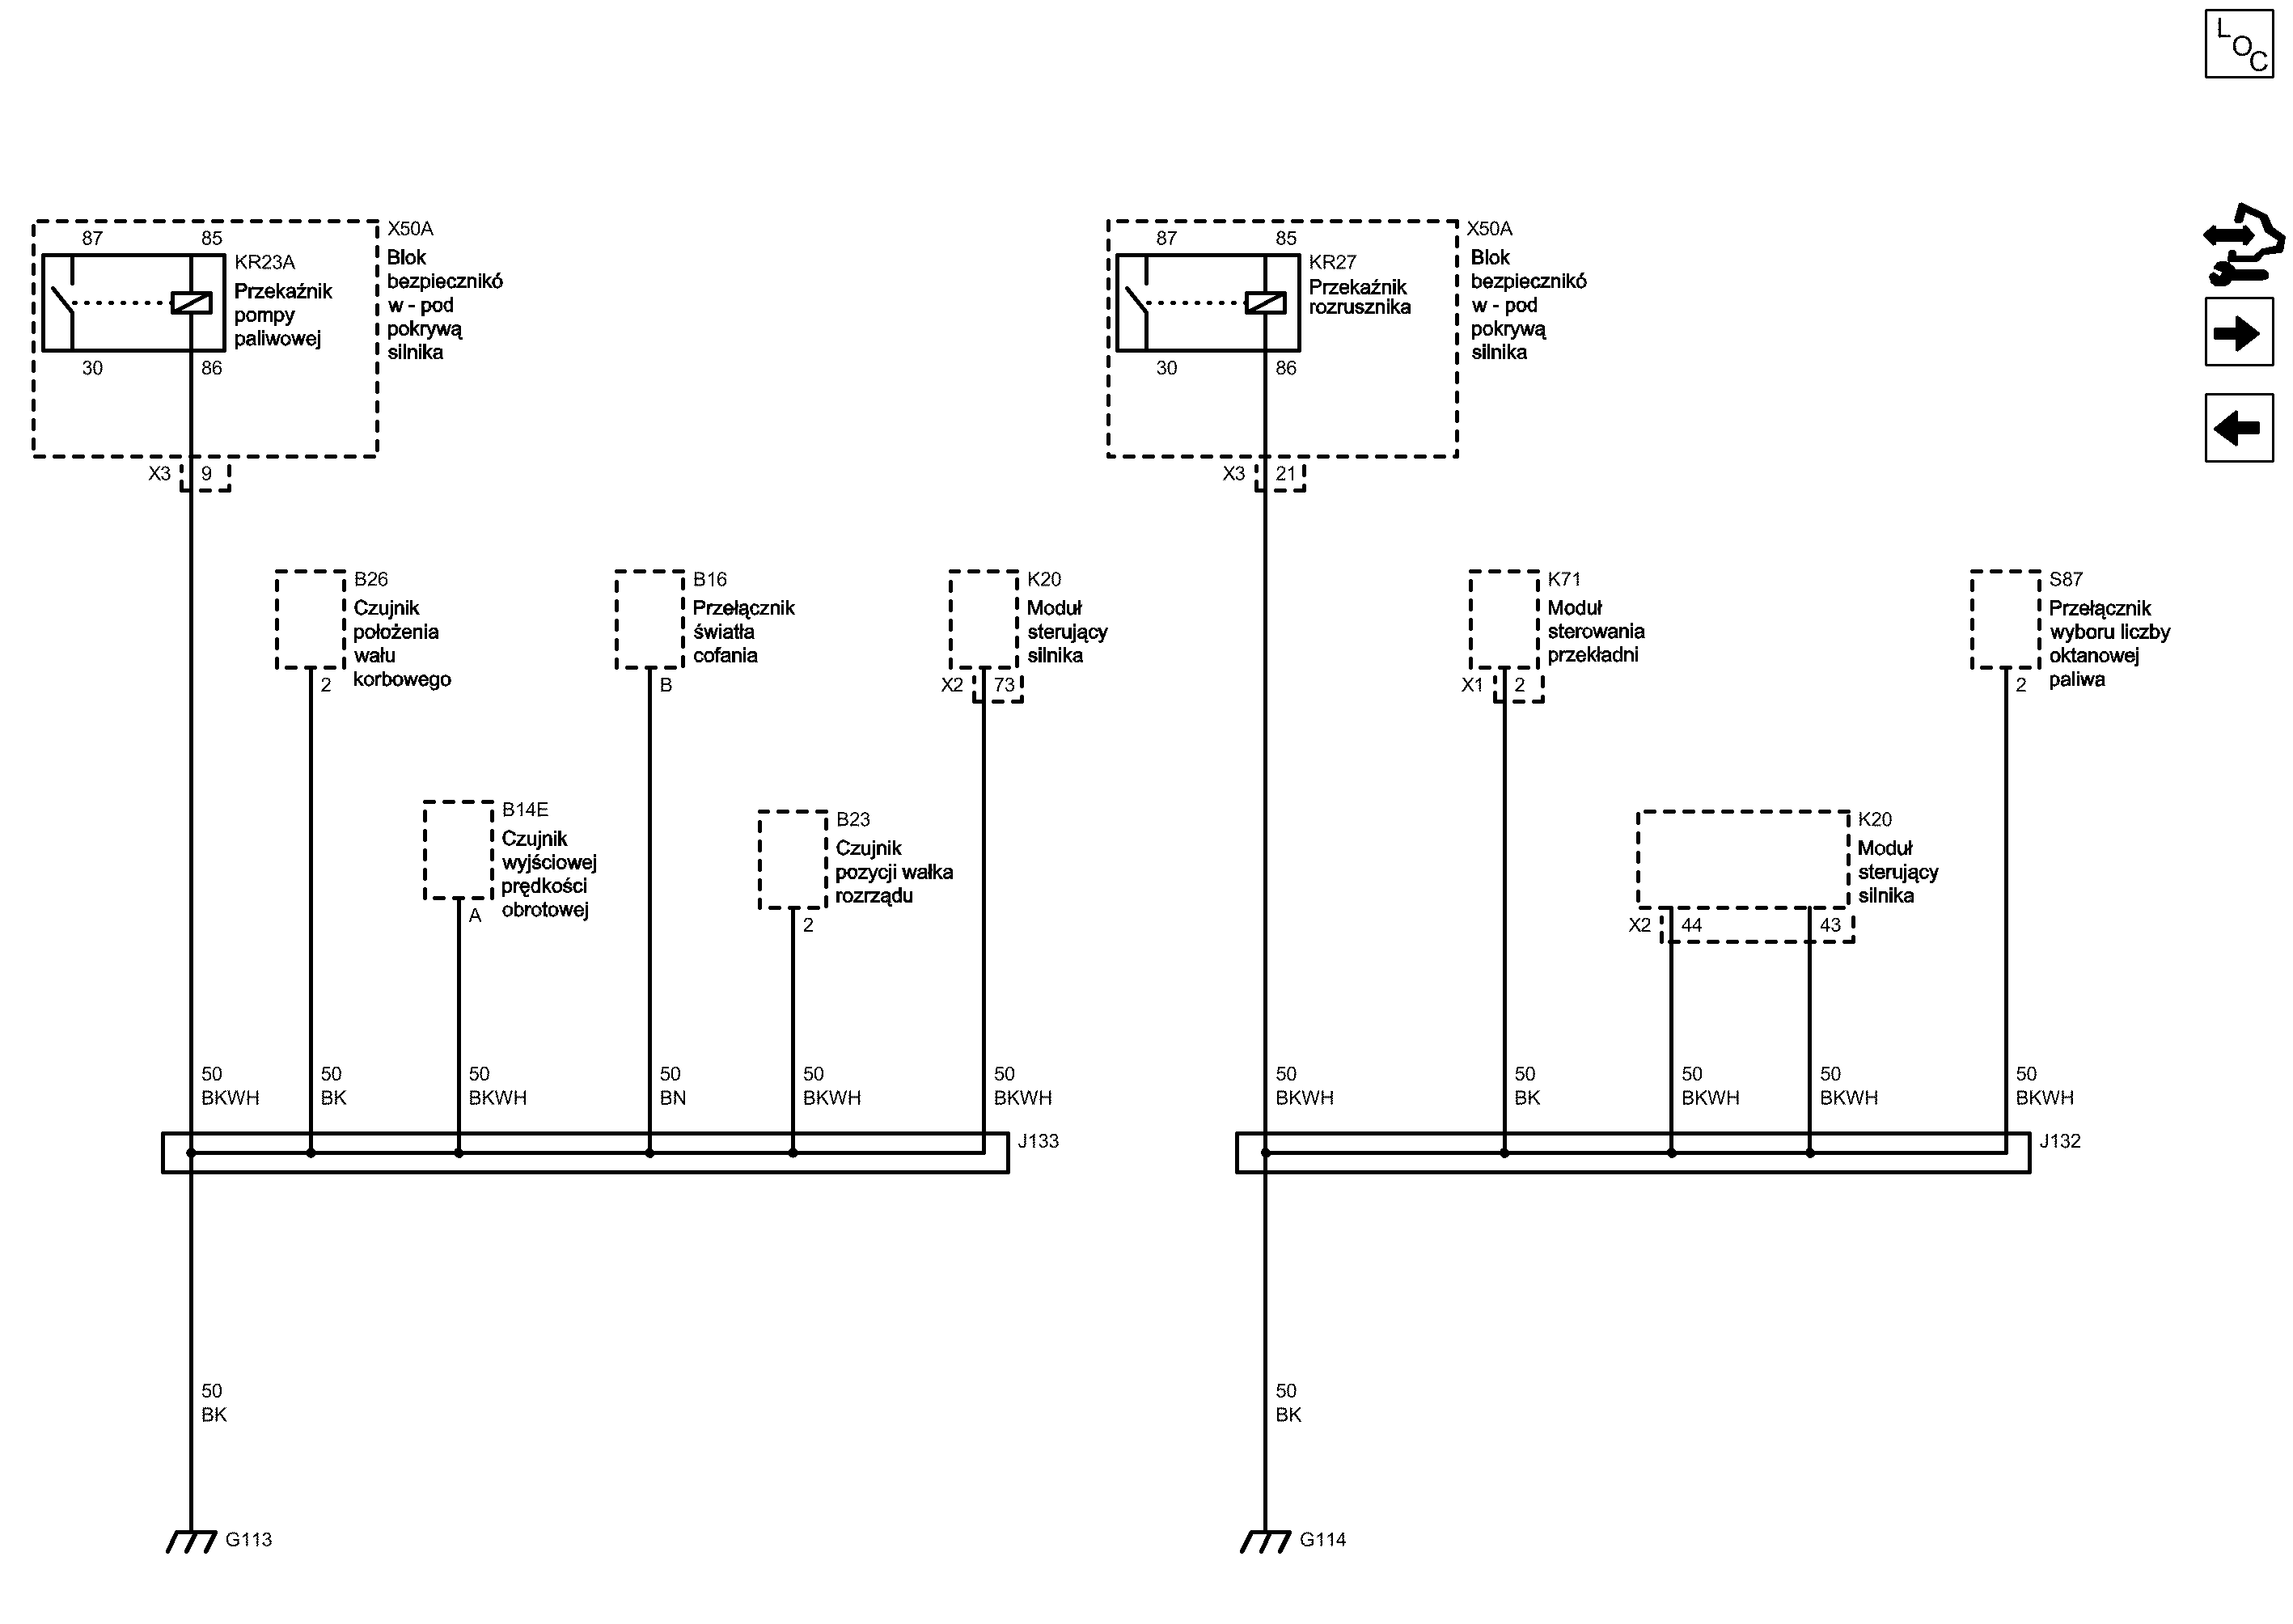 LOC
87
85
X50A
Blok
bezpiecznikó
w - pod
pokrywą
silnika
KR23A
Przekaźnik
pompy
paliwowej
30
86
X3
9
87
85
X50A
Blok
bezpiecznikó
w - pod
pokrywą
silnika
KR27
Przekaźnik
rozrusznika
30
86
X3
21
B26
Czujnik
położenia
wału
korbowego
2
B16
Przełącznik
światła
cofania
B
K20
Moduł
sterujący
silnika
X2
73
K71
Moduł
sterowania
przekładni
X1
2
S87
Przełącznik
wyboru liczby
oktanowej
paliwa
2
B14E
Czujnik
wyjściowej
prędkości
obrotowej
A
B23
Czujnik
pozycji wałka
rozrządu
2
K20
Moduł
sterujący
silnika
X2
44
43
50
BKWH
50
BK
50
BKWH
50
BN
50
BKWH
50
BKWH
50
BKWH
50
BK
50
BKWH
50
BKWH
50
BKWH
J133
J132
50
BK
50
BK
G113
G114